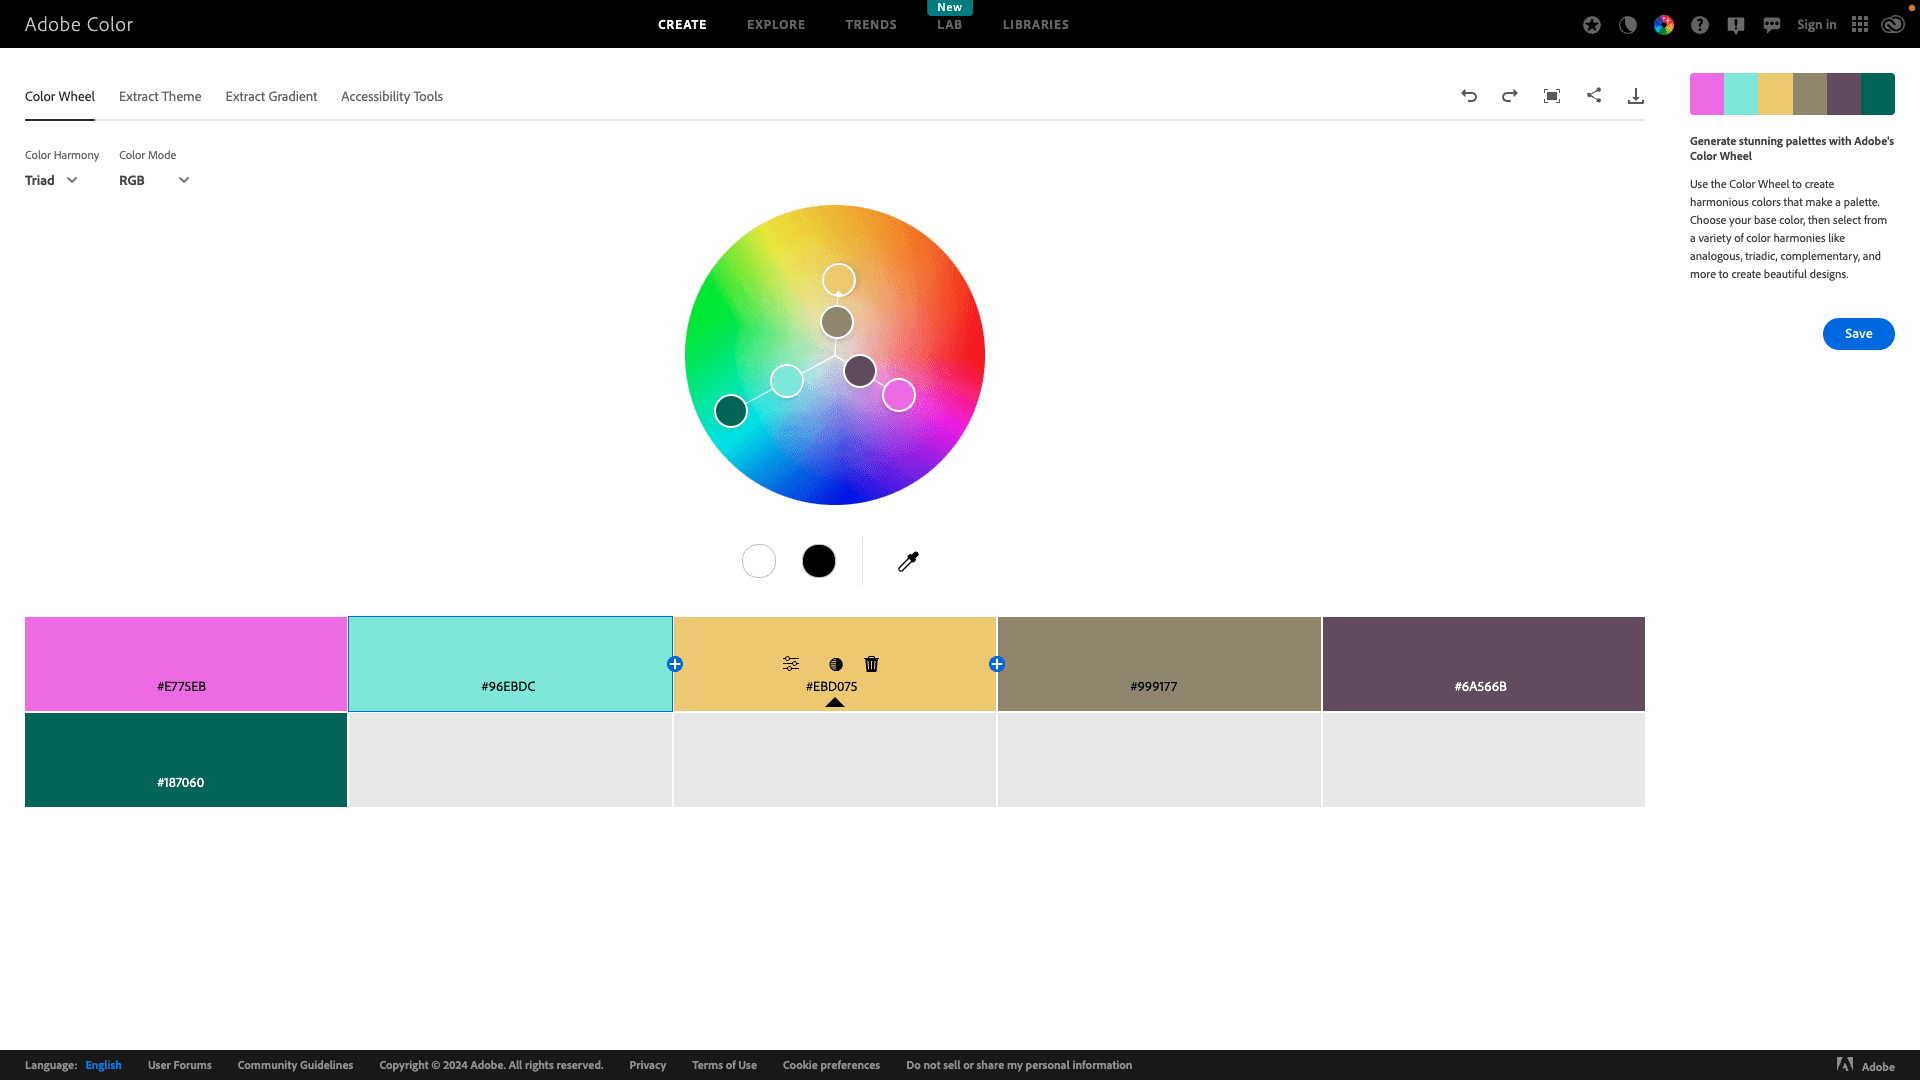 Adobe Color
CREATE
EXPLORE
TRENDS
New
LAB
LIBRARIES
Sign in
Color Wheel
Extract Theme
Extract Gradient
Accessibility Tools
Color Harmony
Triad
Color Mode
RGB
Generate stunning palettes with Adobe's
Color Wheel
Use the Color Wheel to create
harmonious colors that make a palette.
Choose your base color, then select from
a variety of color harmonies like
analogous, triadic, complementary, and
more to create beautiful designs.
Save
#E775EB
#96EBDC
#EBD075
#999177
#6A566B
#187060
Language: English
User Forums
Community Guidelines
Copyright © 2024 Adobe. All rights reserved.
Privacy
Terms of Use
Cookie preferences
Do not sell or share my personal information
Adobe